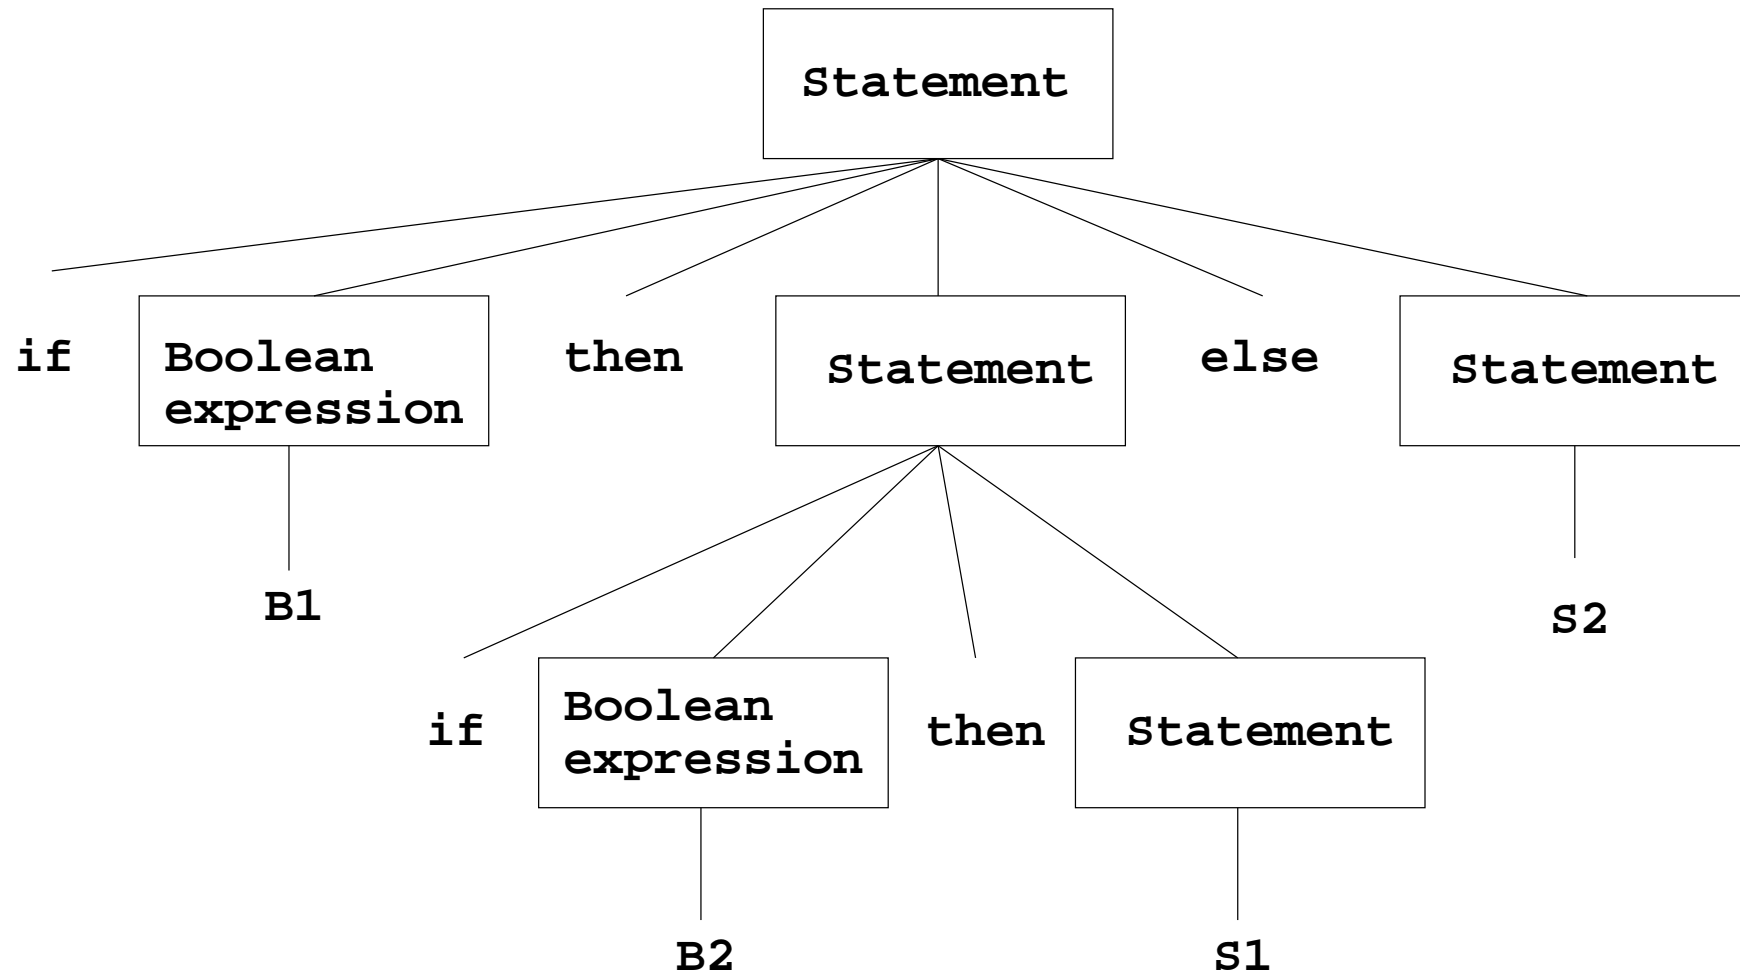 Statement
if
Boolean
expression
then
Statement
else
Statement
B1
S2
if
Boolean
expression
then
Statement
B2
S1